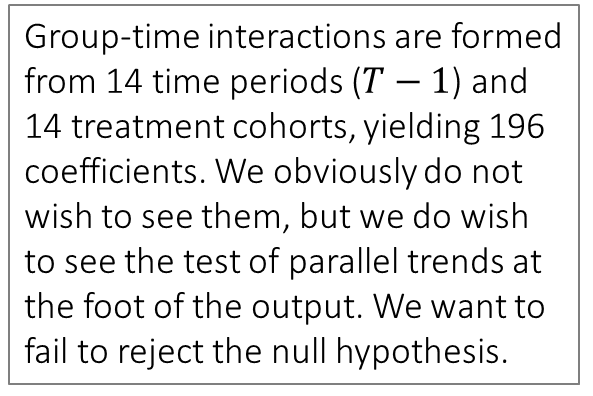 Group-time interactions are formed
from 14 time periods (T − 1) and
14 treatment cohorts, yielding 196
coefficients. We obviously do not
wish to see them, but we do wish
to see the test of parallel trends at
the foot of the output. We want to
fail to reject the null hypothesis.